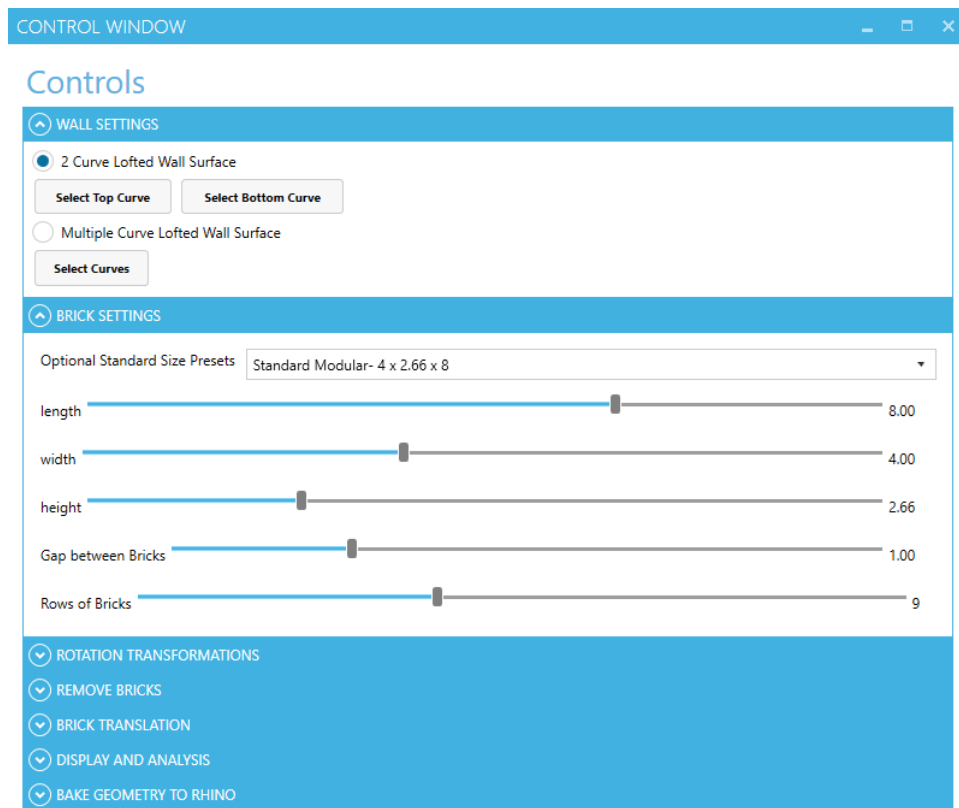 CONTROL WINDOW
Controls
WALL SETTINGS
2 Curve Lofted Wall Surface
Select Top Curve Select Bottom Curve
Multiple Curve Lofted Wall Surface
Select Curves
BRICK SETTINGS
Optional Standard Size Presets Standard Modular- 4 x 2.66 x 8
length 8.00
width 4.00
height 2.66
Gap between Bricks 1.00
Rows of Bricks 9
ROTATION TRANSFORMATIONS
REMOVE BRICKS
BRICK TRANSLATION
DISPLAY AND ANALYSIS
BAKE GEOMETRY TO RHINO